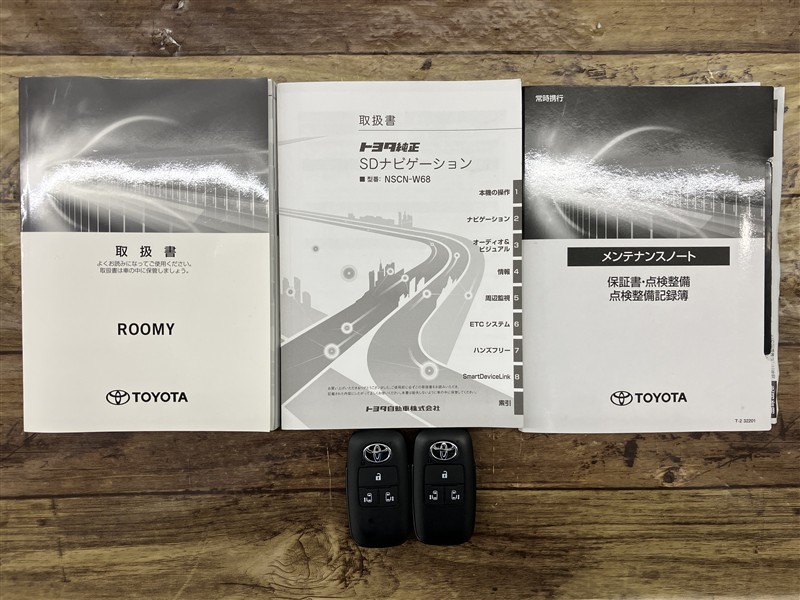 取扱書
よくお読みになってご使用ください。
取扱書は車の中に保管しましょう。
ROOMY
TOYOTA
取扱書
トヨタ純正
SDナビゲーション
■ 型番: NSCN-W68
本機の操作 1
ナビゲーション 2
オーディオ&
ビジュアル 3
情報 4
周辺監視 5
ETCシステム 6
ハンズフリー 7
SmartDeviceLink 8
索引
トヨタ自動車株式会社
常時携行
メンテナンスノート
保証書・点検整備
点検整備記録簿
TOYOTA
T-2 32201